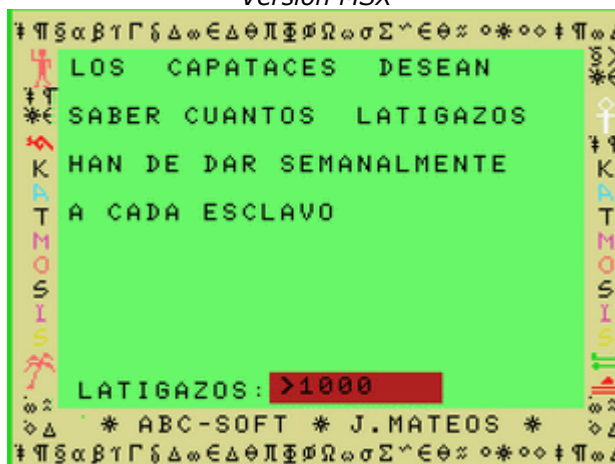 Versión MSX
LOS CAPATACES DESEAN
SABER CUANTOS LATIGAZOS
HAN DE DAR SEMANALMENTE
A CADA ESCLAVO
LATIGAZOS: >1000
* ABC-SOFT * J.MATEOS *
KATMOSIS
KATMOSIS